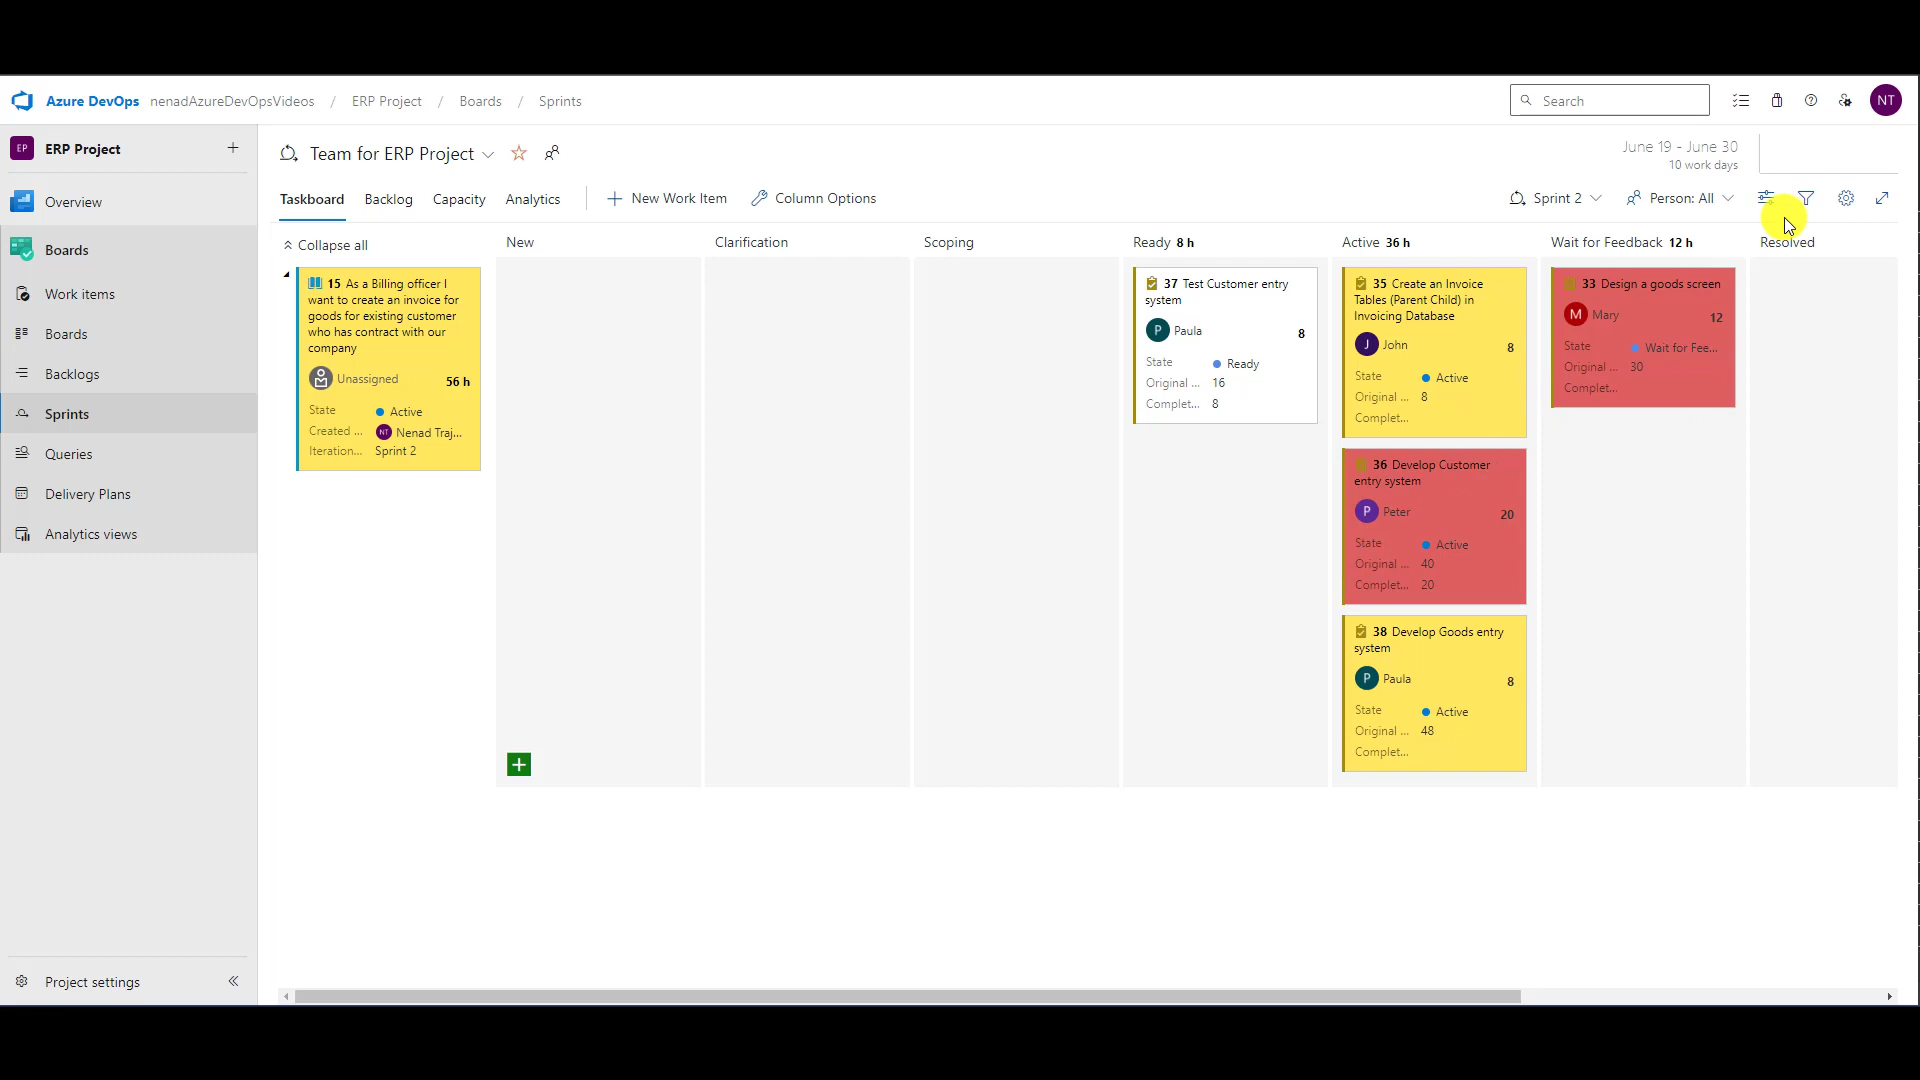 Azure DevOps nenadAzureDevOpsVideos / ERP Project / Boards / Sprints
Search
NT
EP ERP Project
Overview
Boards
Work items
Boards
Backlogs
Sprints
Queries
Delivery Plans
Analytics views
Project settings
Team for ERP Project
June 19 - June 30
10 work days
Taskboard Backlog Capacity Analytics New Work Item Column Options
Sprint 2 Person: All
Collapse all
New
Clarification
Scoping
Ready 8 h
Active 36 h
Wait for Feedback 12 h
Resolved
15 As a Billing officer I
want to create an invoice for
goods for existing customer
who has contract with our
company
Unassigned 56 h
State Active
Created ... NT Nenad Traj...
Iteration... Sprint 2
37 Test Customer entry
system
P Paula 8
State Ready
Original ... 16
Complet... 8
35 Create an Invoice
Tables (Parent Child) in
Invoicing Database
J John 8
State Active
Original ... 8
Complet...
36 Develop Customer
entry system
P Peter 20
State Active
Original ... 40
Complet... 20
38 Develop Goods entry
system
P Paula 8
State Active
Original ... 48
Complet...
33 Design a goods screen
M Mary 12
State Wait for Fee...
Original ... 30
Complet...